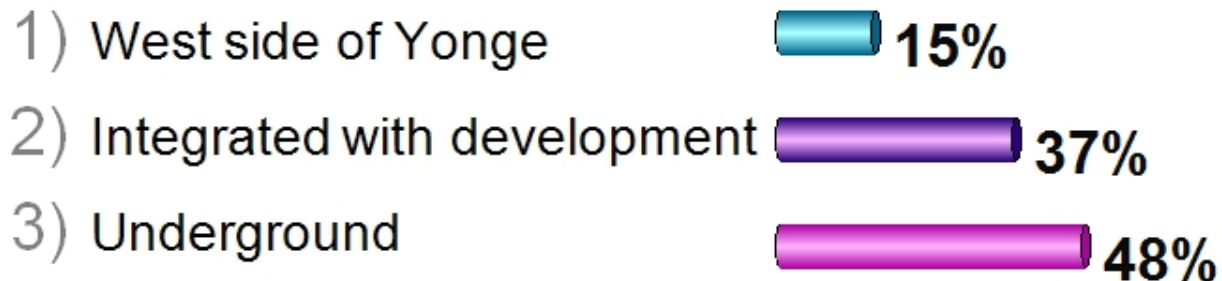 1) West side of Yonge 15%
2) Integrated with development 37%
3) Underground 48%